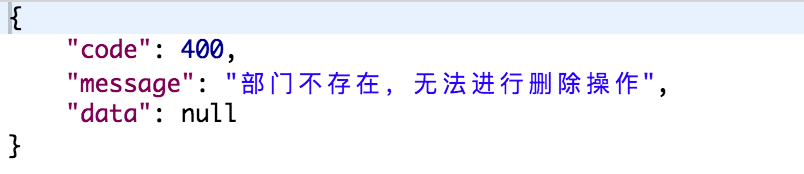 {
    "code": 400,
    "message": "部门不存在，无法进行删除操作",
    "data": null
}